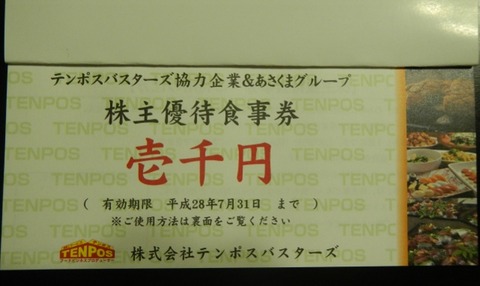 テンポスバスターズ協力企業&あさくまグループ
株主優待食事券
壱千円
( 有効期限 平成28年7月31日 まで )
※ご使用方法は裏面をご覧ください
TENPOS
株式会社テンポスバスターズ